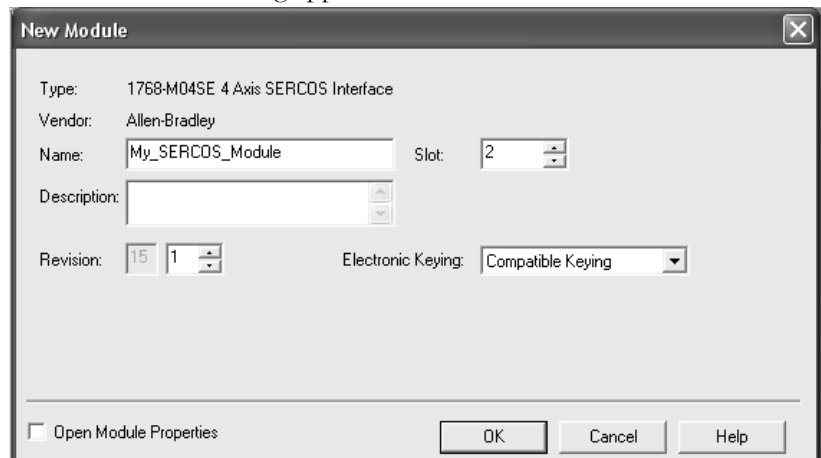 New Module
Type: 1768-M04SE 4 Axis SERCOS Interface
Vendor: Allen-Bradley
Name: My_SERCOS_Module Slot: 2
Description:
Revision: 15 1 Electronic Keying: Compatible Keying
Open Module Properties OK Cancel Help